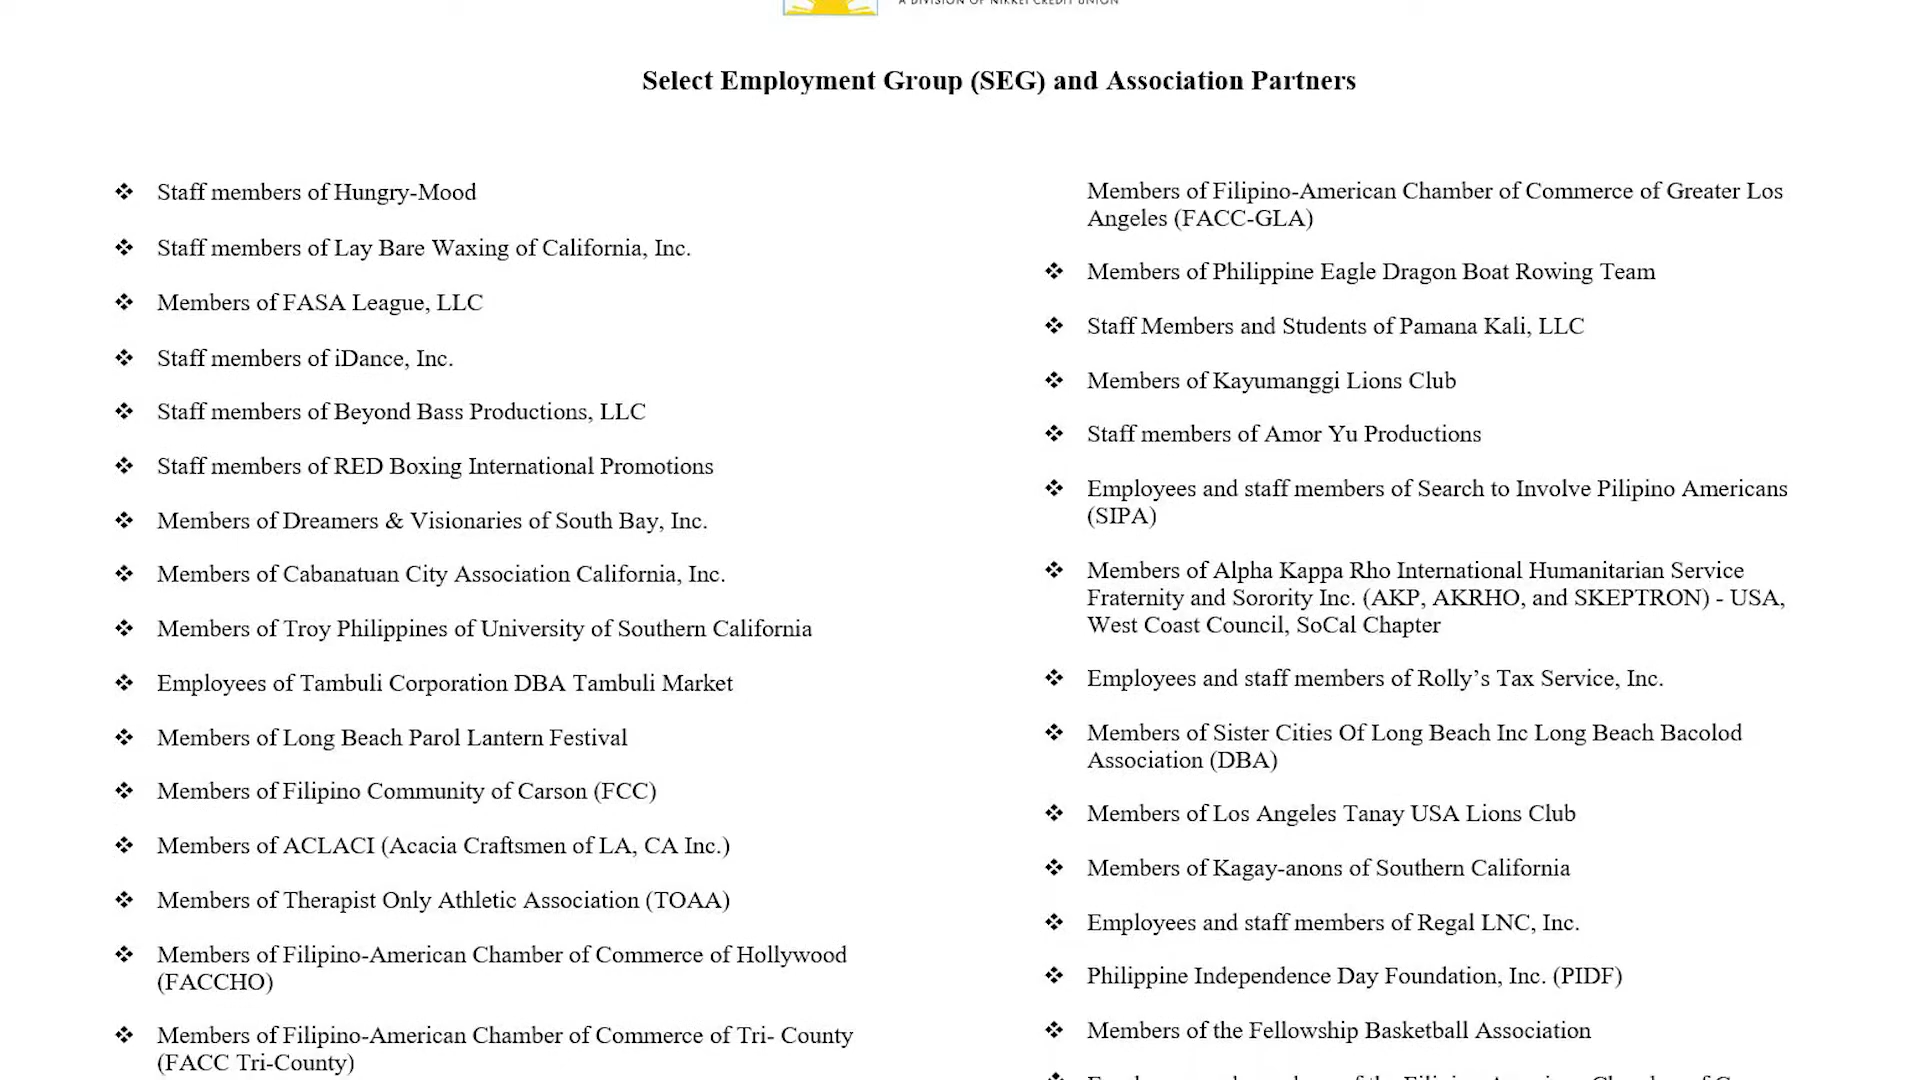 A DIVISION OF NIKKEI CREDIT UNION
Select Employment Group (SEG) and Association Partners
❖ Staff members of Hungry-Mood
❖ Staff members of Lay Bare Waxing of California, Inc.
❖ Members of FASA League, LLC
❖ Staff members of iDance, Inc.
❖ Staff members of Beyond Bass Productions, LLC
❖ Staff members of RED Boxing International Promotions
❖ Members of Dreamers & Visionaries of South Bay, Inc.
❖ Members of Cabanatuan City Association California, Inc.
❖ Members of Troy Philippines of University of Southern California
❖ Employees of Tambuli Corporation DBA Tambuli Market
❖ Members of Long Beach Parol Lantern Festival
❖ Members of Filipino Community of Carson (FCC)
❖ Members of ACLACI (Acacia Craftsmen of LA, CA Inc.)
❖ Members of Therapist Only Athletic Association (TOAA)
❖ Members of Filipino-American Chamber of Commerce of Hollywood
(FACCHO)
❖ Members of Filipino-American Chamber of Commerce of Tri- County
(FACC Tri-County)
Members of Filipino-American Chamber of Commerce of Greater Los
Angeles (FACC-GLA)
❖ Members of Philippine Eagle Dragon Boat Rowing Team
❖ Staff Members and Students of Pamana Kali, LLC
❖ Members of Kayumanggi Lions Club
❖ Staff members of Amor Yu Productions
❖ Employees and staff members of Search to Involve Pilipino Americans
(SIPA)
❖ Members of Alpha Kappa Rho International Humanitarian Service
Fraternity and Sorority Inc. (AKP, AKRHO, and SKEPTRON) - USA,
West Coast Council, SoCal Chapter
❖ Employees and staff members of Rolly’s Tax Service, Inc.
❖ Members of Sister Cities Of Long Beach Inc Long Beach Bacolod
Association (DBA)
❖ Members of Los Angeles Tanay USA Lions Club
❖ Members of Kagay-anons of Southern California
❖ Employees and staff members of Regal LNC, Inc.
❖ Philippine Independence Day Foundation, Inc. (PIDF)
❖ Members of the Fellowship Basketball Association